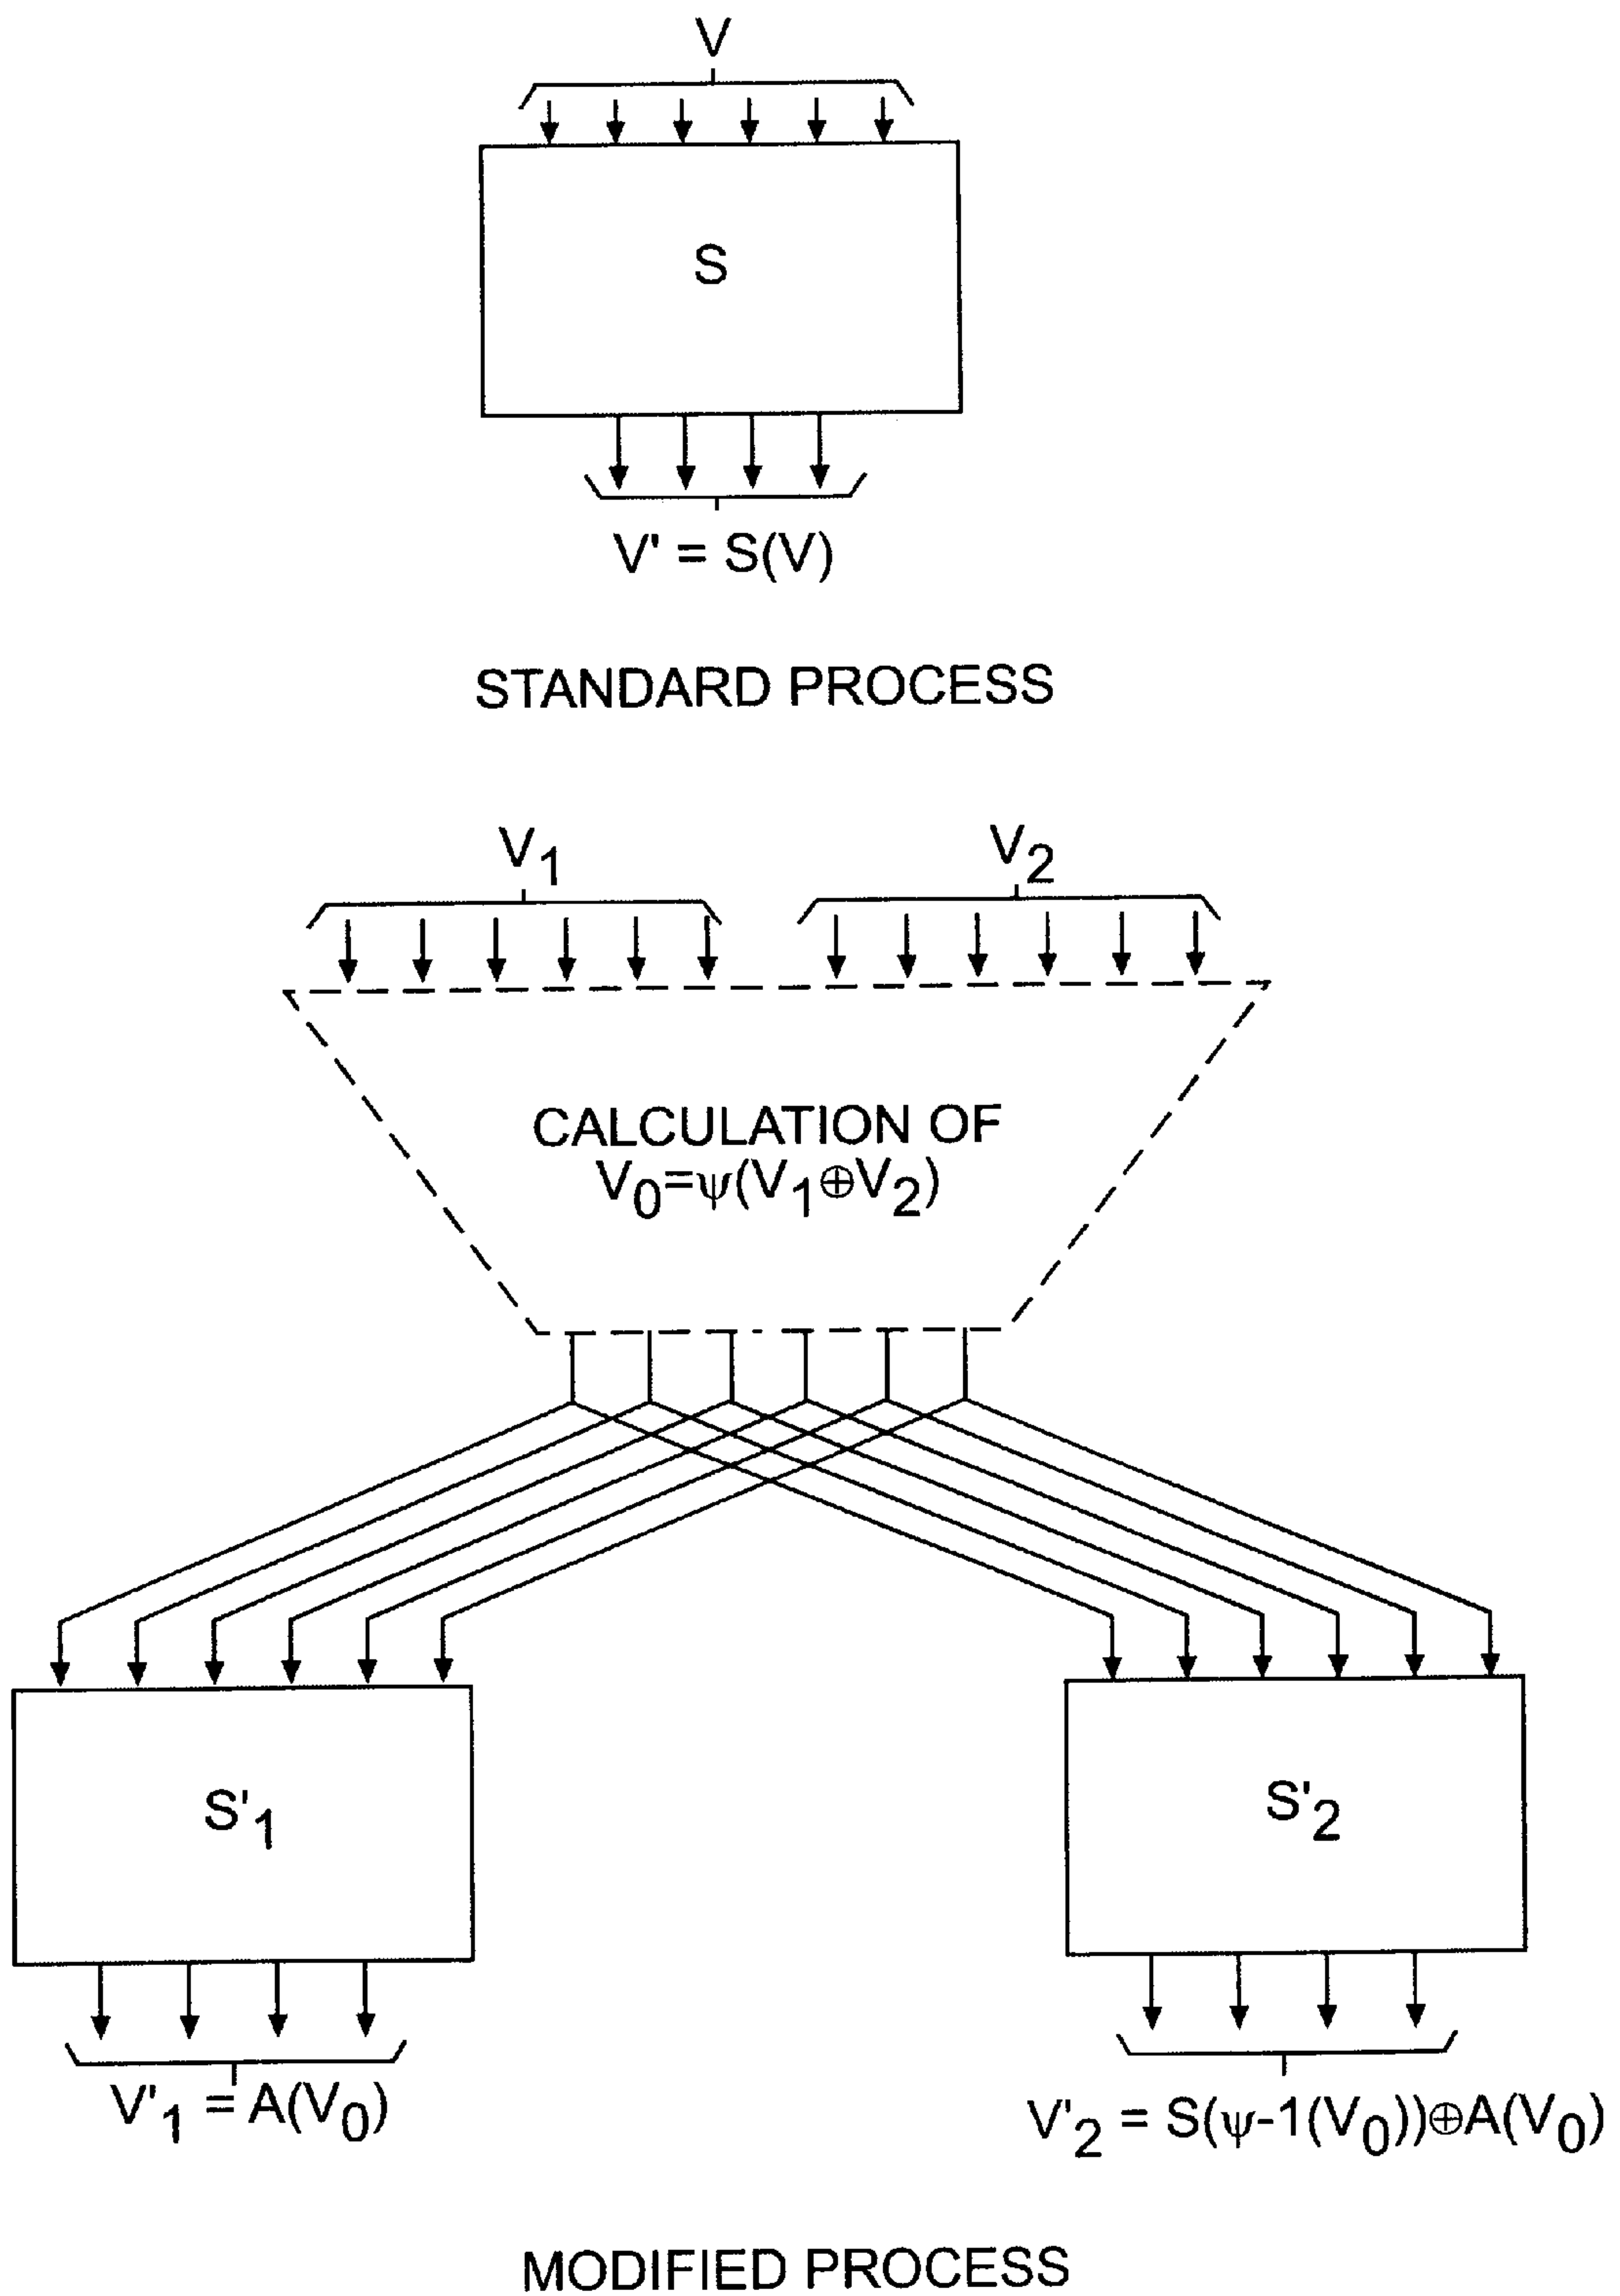 V
S
V' = S(V)
STANDARD PROCESS
V₁ V₂
CALCULATION OF
V₀=ψ(V₁⊕V₂)
S'₁ S'₂
V'₁ = A(V₀) V'₂ = S(ψ-1(V₀))⊕A(V₀)
MODIFIED PROCESS